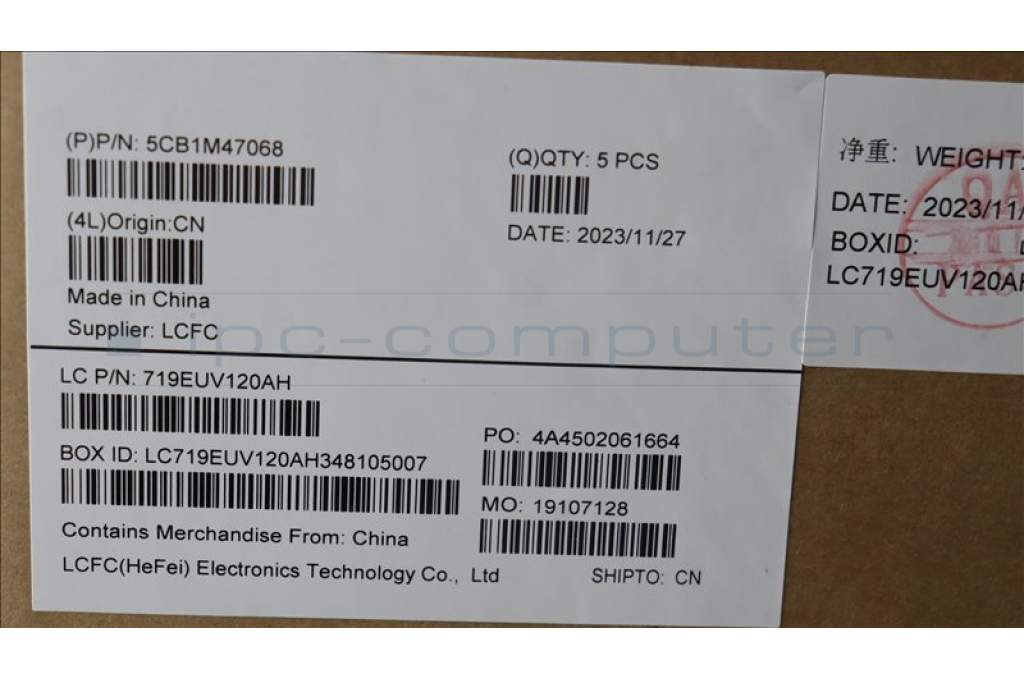 (P)P/N: 5CB1M47068
(4L)Origin:CN
Made in China
Supplier: LCFC
(Q)QTY: 5 PCS
DATE: 2023/11/27
LC P/N: 719EUV120AH
BOX ID: LC719EUV120AH348105007
Contains Merchandise From: China
LCFC(HeFei) Electronics Technology Co., Ltd
PO: 4A4502061664
MO: 19107128
SHIPTO: CN
净重: WEIGHT:
DATE: 2023/11/
BOXID:
LC719EUV120AH
QA
ipc-computer